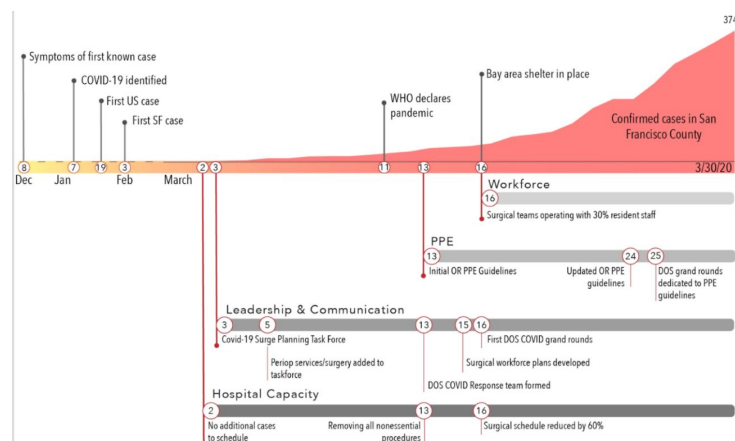 374
Symptoms of first known case
COVID-19 identified
First US case
First SF case
WHO declares
pandemic
Bay area shelter in place
Confirmed cases in San
Francisco County
8 7 19 3 2 3 11 13 16
Dec Jan Feb March 3/30/20
Workforce
16
Surgical teams operating with 30% resident staff
PPE
13 24 25
Initial OR PPE Guidelines
Updated OR PPE
guidelines
DOS grand rounds
dedicated to PPE
guidelines
Leadership & Communication
3 5 13 15 16
Covid-19 Surge Planning Task Force
First DOS COVID grand rounds
Periop services/surgery added to
taskforce
Surgical workforce plans developed
DOS COVID Response team formed
Hospital Capacity
2 13 16
No additional cases
to schedule
Removing all nonessential
procedures
Surgical schedule reduced by 60%